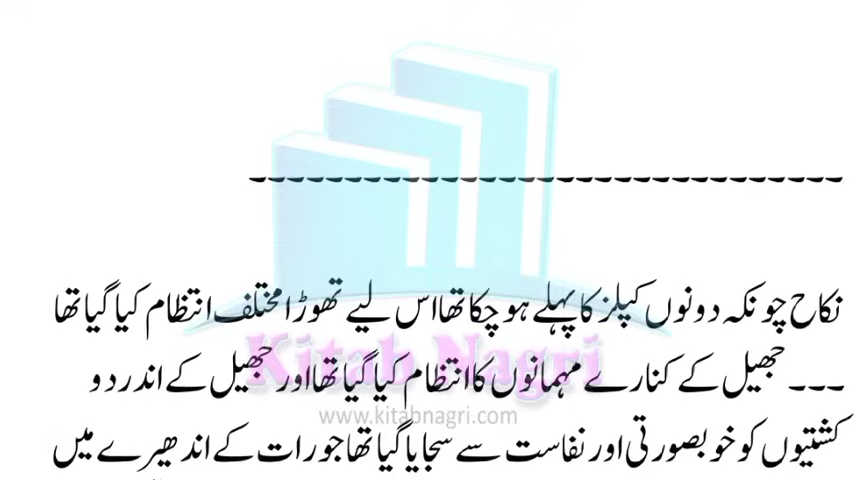 -------------------------------
نکاح چونکہ دونوں کپلز کا پہلے ہو چکا تھا اس لیے تھوڑا مختلف انتظام کیا گیا تھا
--- جھیل کے کنارے مہمانوں کا انتظام کیا گیا تھا اور جھیل کے اندر دو
Kitab Nagri
www.kitabnagri.com
کشتیوں کو خوبصورتی اور نفاست سے سجایا گیا تھا جو رات کے اندھیرے میں